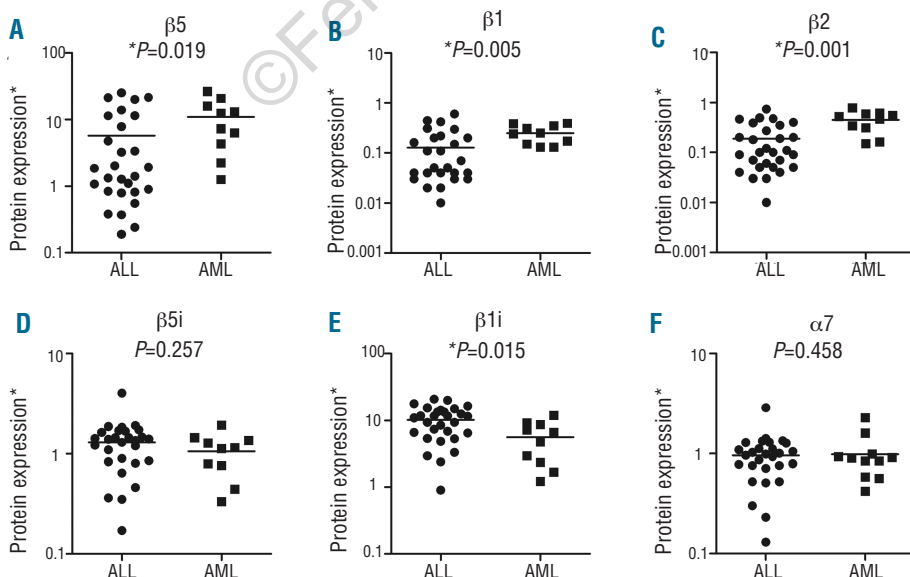 A
β5
*P=0.019
Protein expression*
100
10
1
0.1
ALL
AML
B
β1
*P=0.005
Protein expression*
10
1
0.1
0.01
0.001
ALL
AML
C
β2
*P=0.001
Protein expression*
10
1
0.1
0.01
0.001
ALL
AML
D
β5i
P=0.257
Protein expression*
10
1
0.1
ALL
AML
E
β1i
*P=0.015
Protein expression*
100
10
1
0.1
ALL
AML
F
α7
P=0.458
Protein expression*
10
1
0.1
ALL
AML